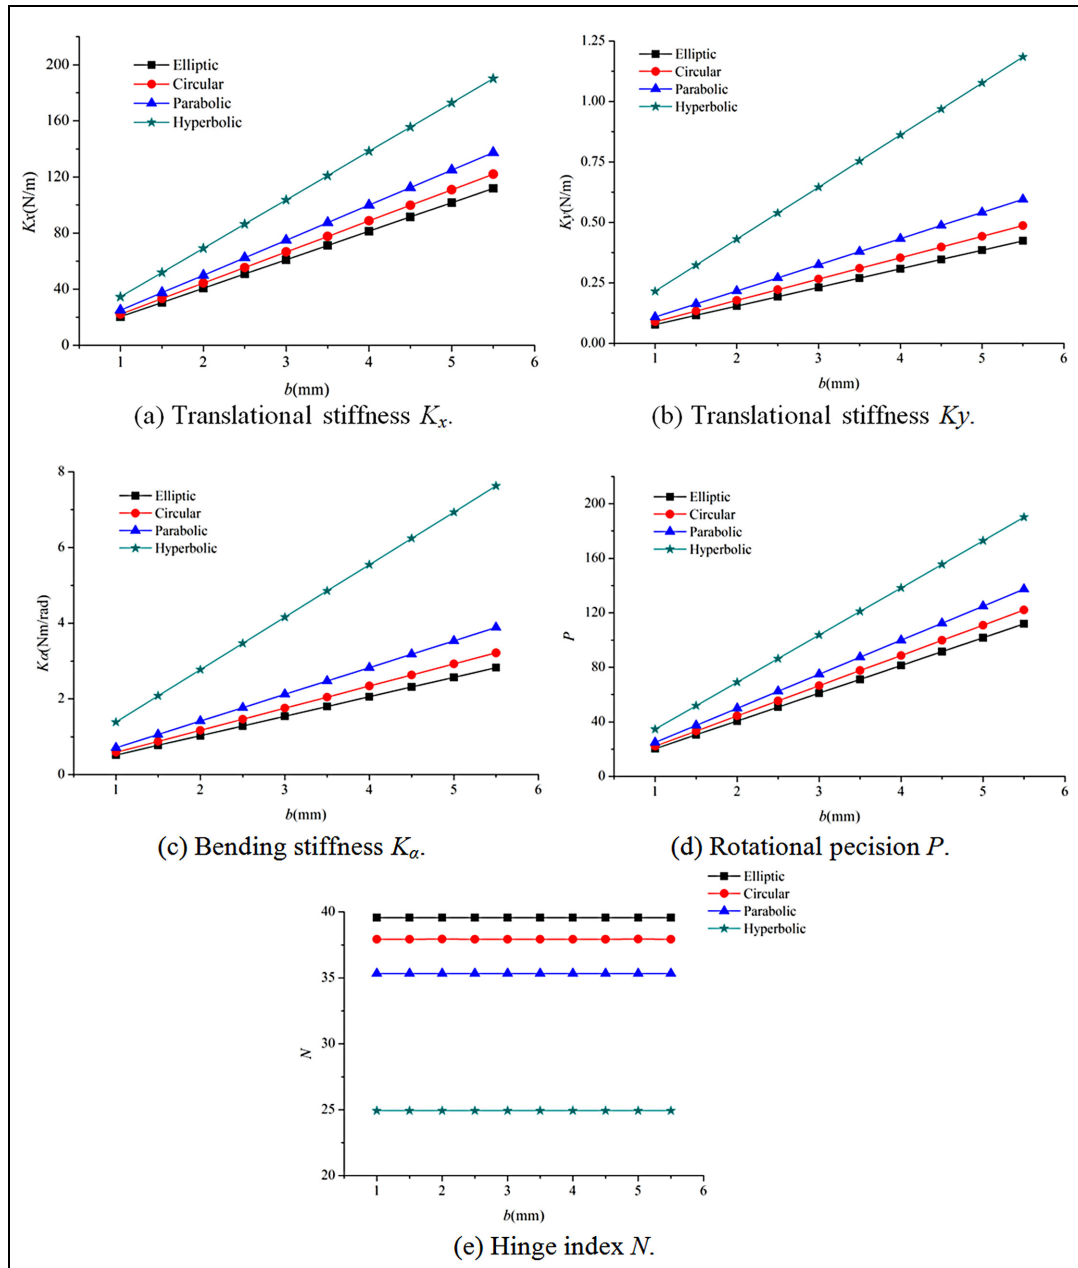 Elliptic
Circular
Parabolic
Hyperbolic
200
160
120
80
40
0
Kx(N/m)
1 2 3 4 5 6
b(mm)
(a) Translational stiffness Kx.
Elliptic
Circular
Parabolic
Hyperbolic
1.25
1.00
0.75
0.50
0.25
0.00
Ky(N/m)
1 2 3 4 5 6
b(mm)
(b) Translational stiffness Ky.
Elliptic
Circular
Parabolic
Hyperbolic
8
6
4
2
0
Kα(Nm/rad)
1 2 3 4 5 6
b(mm)
(c) Bending stiffness Kα.
Elliptic
Circular
Parabolic
Hyperbolic
200
160
120
80
40
0
P
1 2 3 4 5 6
b(mm)
(d) Rotational pecision P.
Elliptic
Circular
Parabolic
Hyperbolic
40
35
30
25
20
N
1 2 3 4 5 6
b(mm)
(e) Hinge index N.